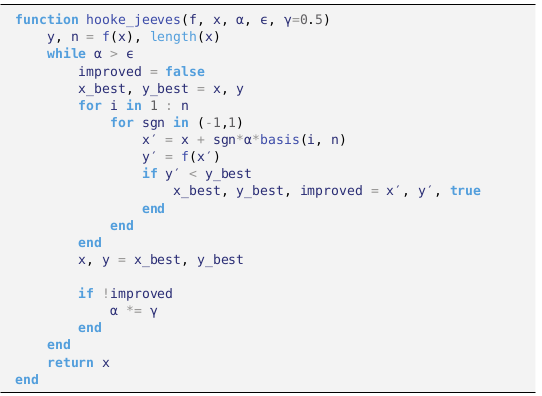 function hooke_jeeves(f, x, α, ϵ, γ=0.5)
    y, n = f(x), length(x)
    while α > ϵ
        improved = false
        x_best, y_best = x, y
        for i in 1 : n
            for sgn in (-1,1)
                x′ = x + sgn*α*basis(i, n)
                y′ = f(x′)
                if y′ < y_best
                    x_best, y_best, improved = x′, y′, true
                end
            end
        end
        x, y = x_best, y_best

        if !improved
            α *= γ
        end
    end
    return x
end